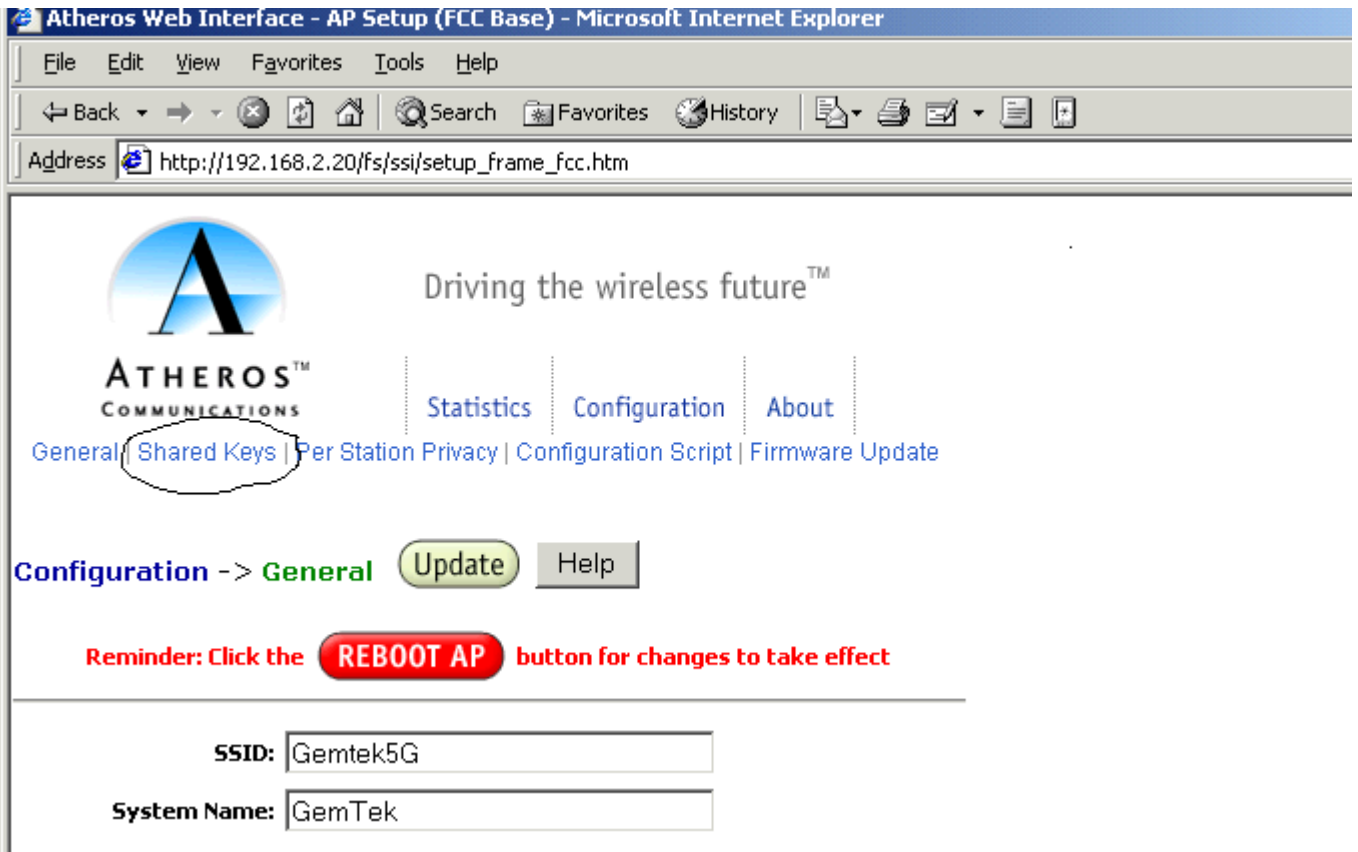 Atheros Web Interface - AP Setup (FCC Base) - Microsoft Internet Explorer
File Edit View Favorites Tools Help
Back Search Favorites History
Address http://192.168.2.20/fs/ssi/setup_frame_fcc.htm
Driving the wireless future™
ATHEROS™
COMMUNICATIONS
Statistics Configuration About
General | Shared Keys | Per Station Privacy | Configuration Script | Firmware Update
Configuration -> General Update Help
Reminder: Click the REBOOT AP button for changes to take effect
SSID: Gemtek5G
System Name: GemTek